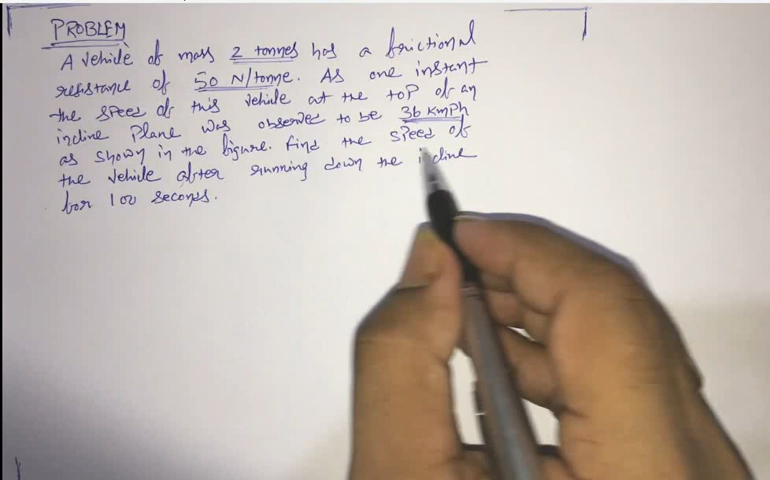 PROBLEM
A vehicle of mass 2 tonnes has a frictional
resistance of 50 N/tonne. As one instant
the speed of this vehicle at the top of an
incline plane was observed to be 36 kmph
as shown in the figure. Find the speed of
the vehicle after running down the incline
for 100 seconds.